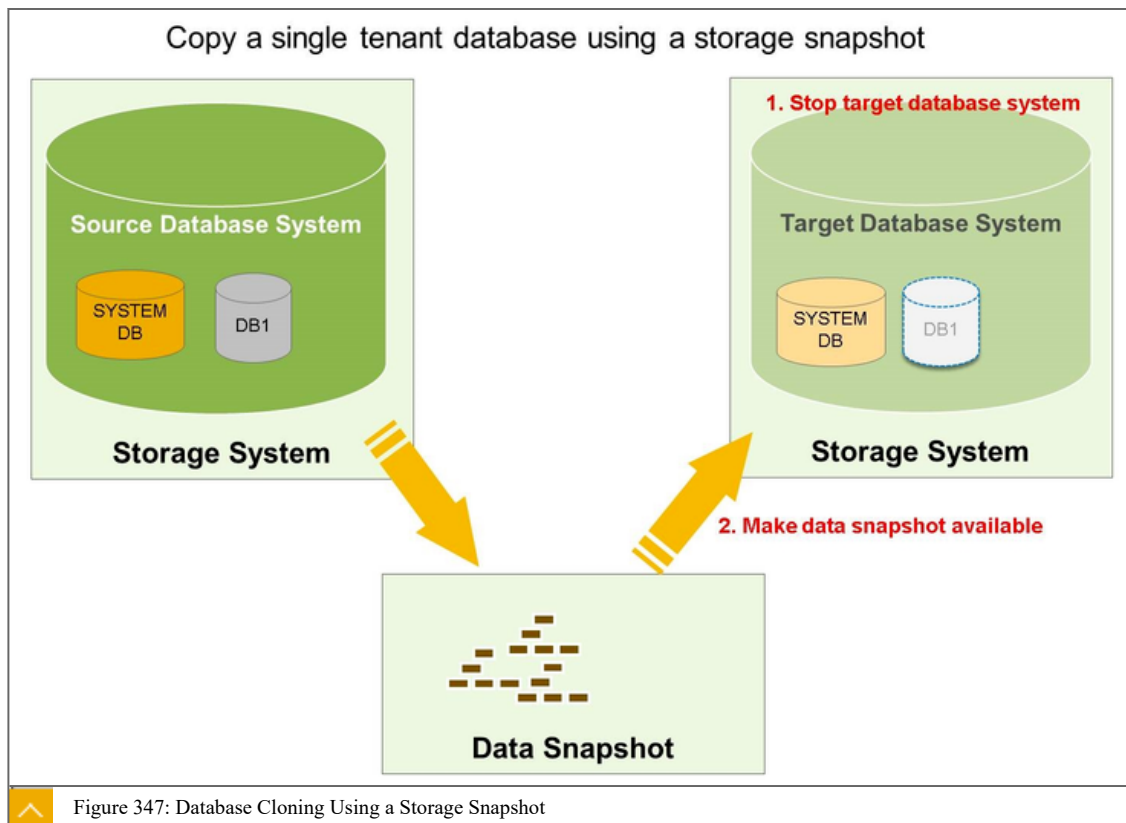 Copy a single tenant database using a storage snapshot
1. Stop target database system
Source Database System
SYSTEM
DB
DB1
Storage System
Target Database System
SYSTEM
DB
DB1
Storage System
2. Make data snapshot available
Data Snapshot
Figure 347: Database Cloning Using a Storage Snapshot